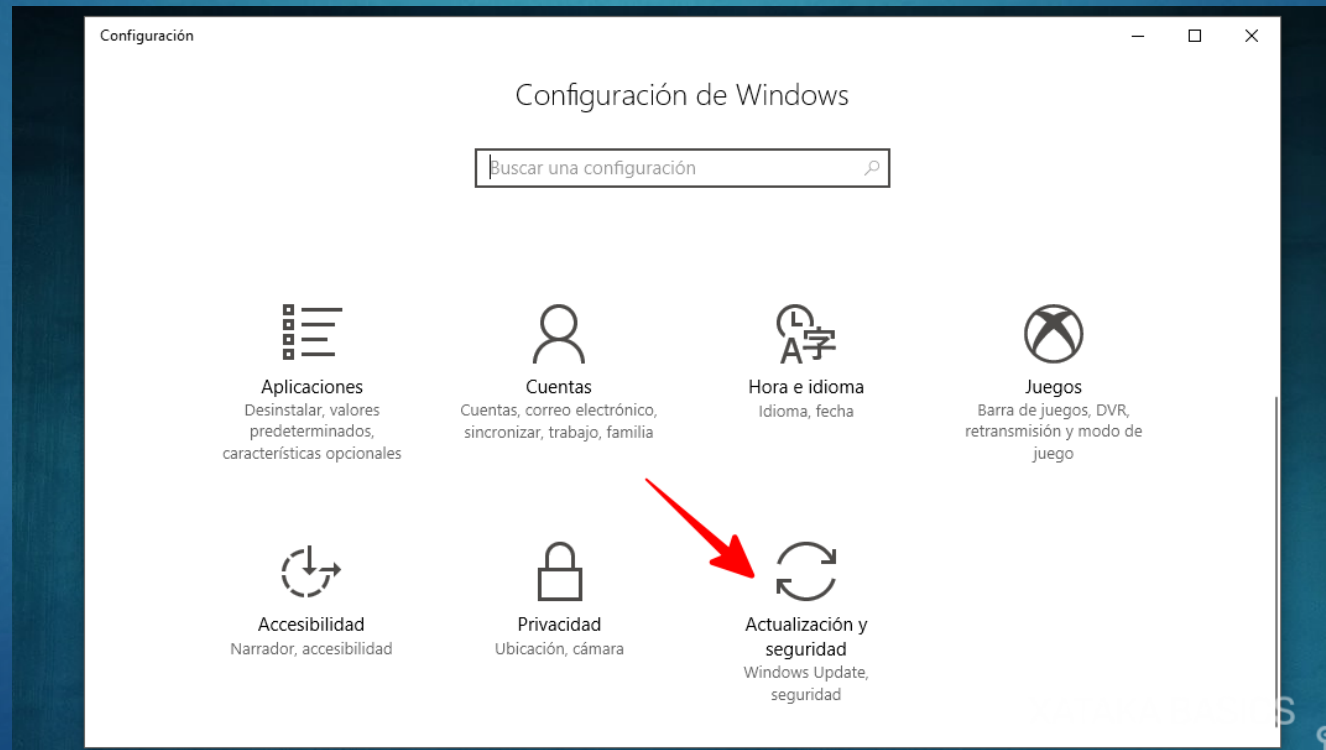 Configuración
Configuración de Windows
Buscar una configuración
Aplicaciones
Desinstalar, valores
predeterminados,
características opcionales
Cuentas
Cuentas, correo electrónico,
sincronizar, trabajo, familia
Hora e idioma
Idioma, fecha
Juegos
Barra de juegos, DVR,
retransmisión y modo de
juego
Accesibilidad
Narrador, accesibilidad
Privacidad
Ubicación, cámara
Actualización y
seguridad
Windows Update,
seguridad